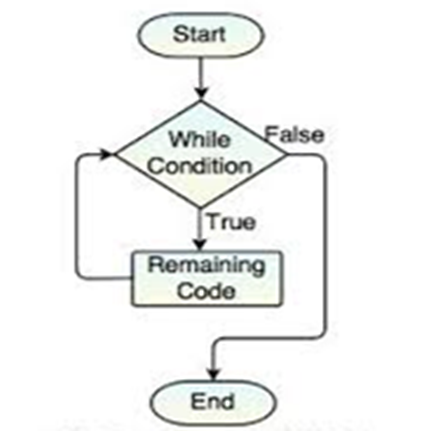 Start
While
Condition
False
True
Remaining
Code
End